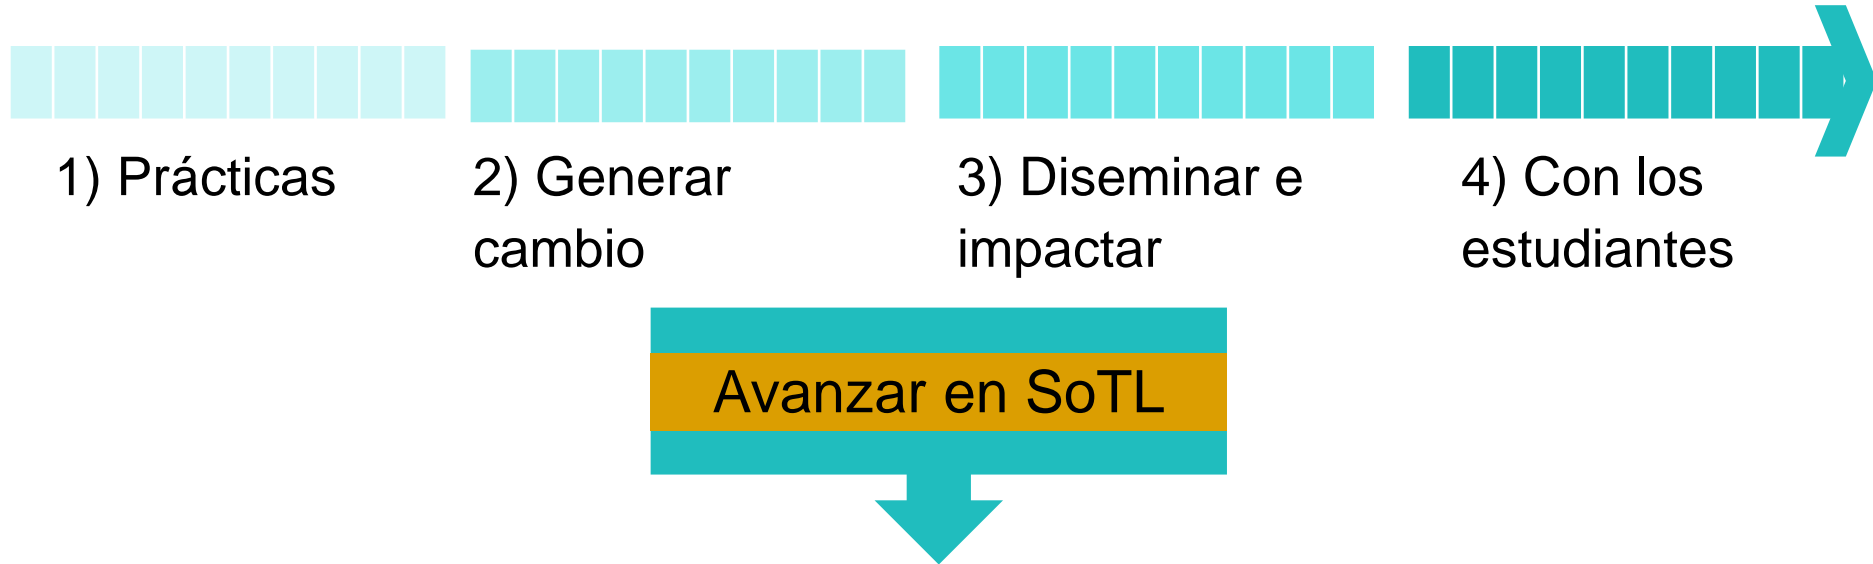 1) Prácticas
2) Generar
cambio
3) Diseminar e
impactar
4) Con los
estudiantes
Avanzar en SoTL